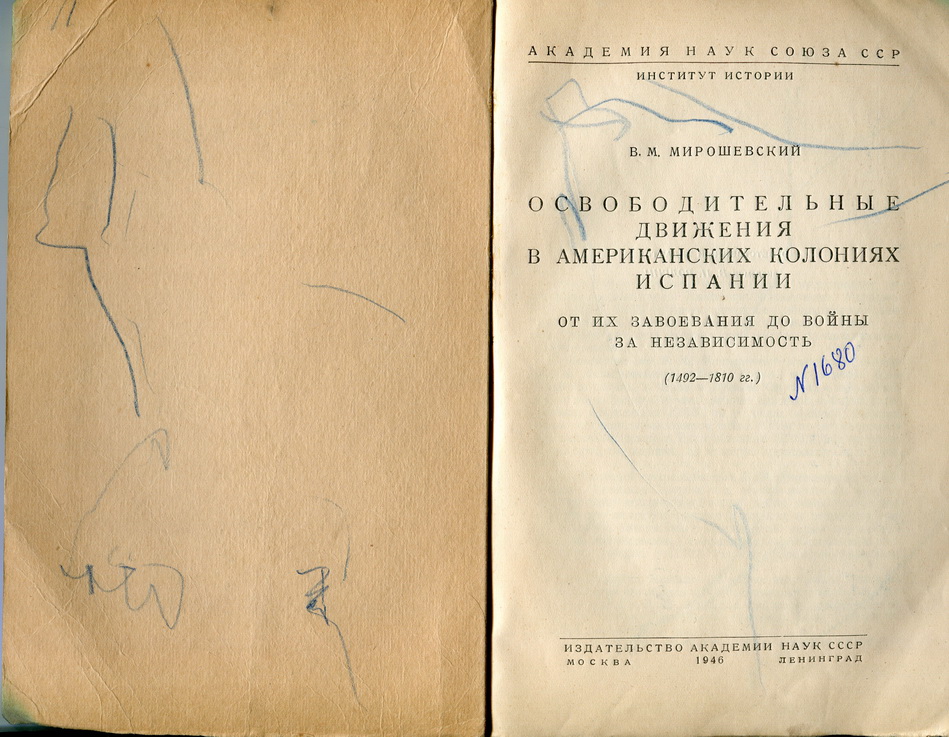 АКАДЕМИЯ НАУК СОЮЗА ССР
ИНСТИТУТ ИСТОРИИ
В. М. МИРОШЕВСКИЙ
ОСВОБОДИТЕЛЬНЫЕ
ДВИЖЕНИЯ
В АМЕРИКАНСКИХ КОЛОНИЯХ
ИСПАНИИ
ОТ ИХ ЗАВОЕВАНИЯ ДО ВОЙНЫ
ЗА НЕЗАВИСИМОСТЬ
(1492—1810 гг.)
N1680
ИЗДАТЕЛЬСТВО АКАДЕМИИ НАУК СССР
МОСКВА 1946 ЛЕНИНГРАД